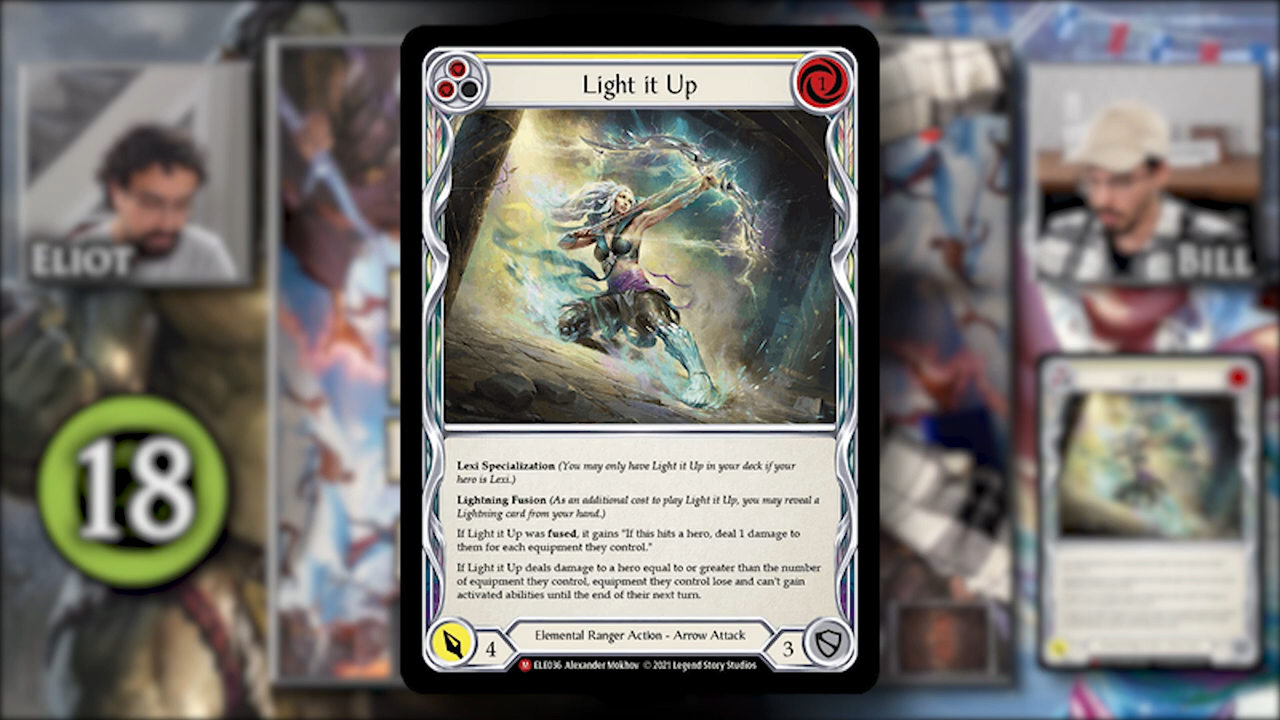 Light it Up
1
ELIOT
BILL
18
Lexi Specialization (You may only have Light it Up in your deck if your
hero is Lexi.)
Lightning Fusion (As an additional cost to play Light it Up, you may reveal a
Lightning card from your hand.)
If Light it Up was fused, it gains "If this hits a hero, deal 1 damage to
them for each equipment they control."
If Light it Up deals damage to a hero equal to or greater than the number
of equipment they control, equipment they control lose and can't gain
activated abilities until the end of their next turn.
4
Elemental Ranger Action - Arrow Attack
3
M ELE036 Alexander Mokhov © 2021 Legend Story Studios